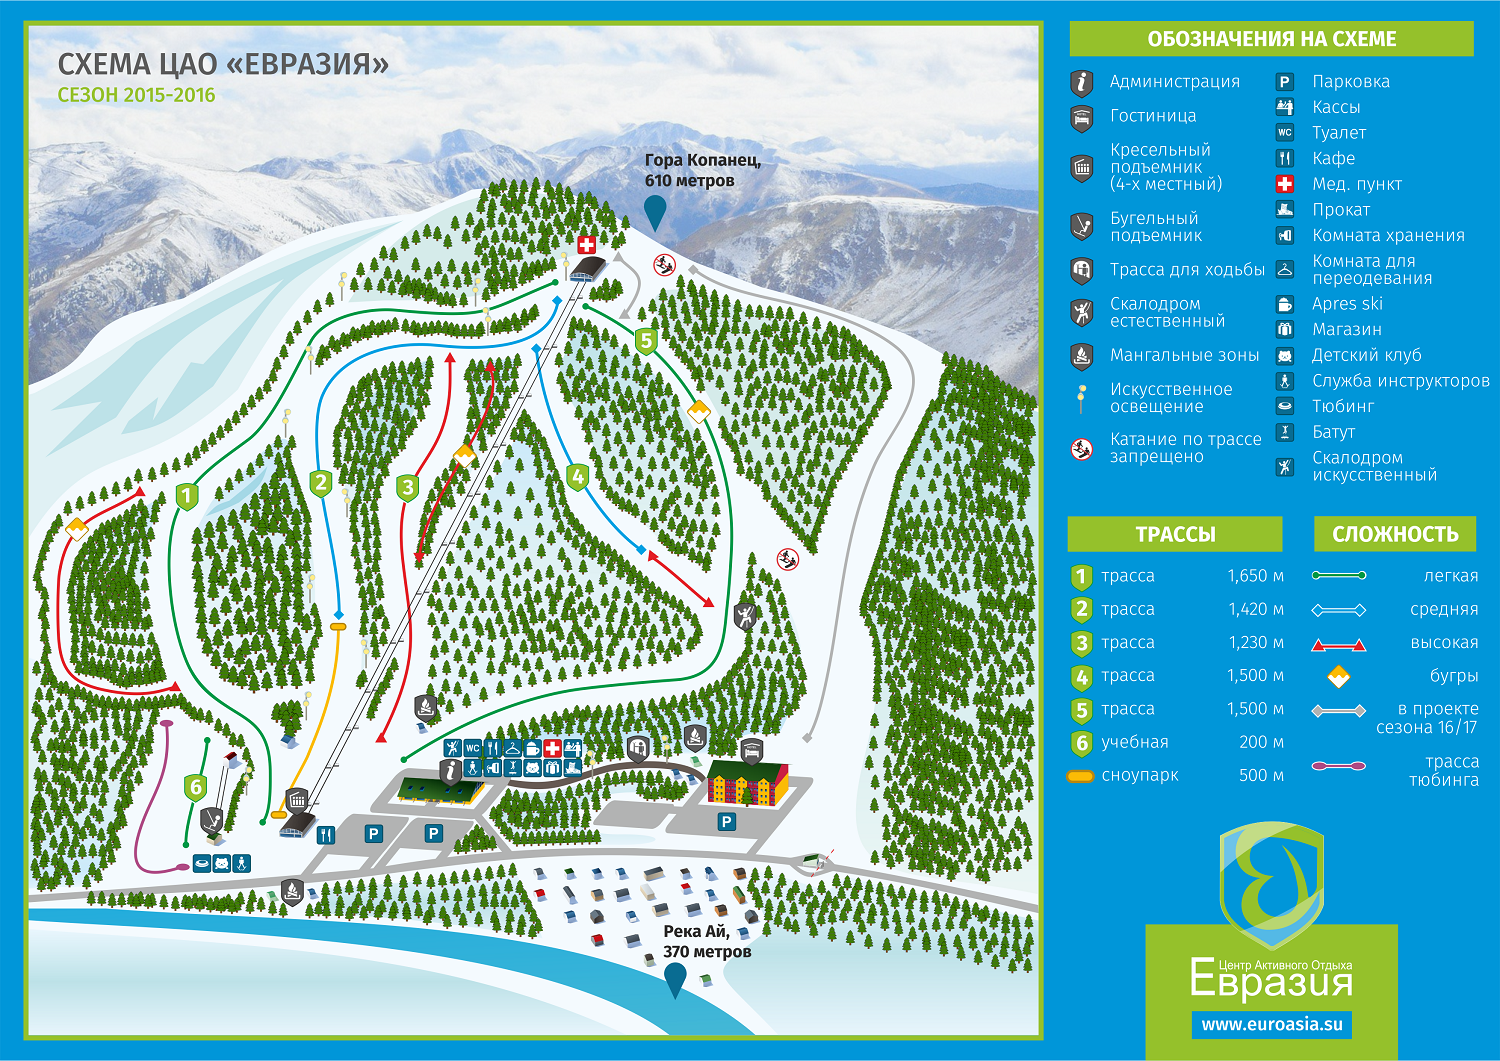 СХЕМА ЦАО «ЕВРАЗИЯ»
СЕЗОН 2015-2016
Гора Копанец,
610 метров
5
4
1
2
3
6
WC
P
P
P
Река Ай,
370 метров
ОБОЗНАЧЕНИЯ НА СХЕМЕ
Администрация
Гостиница
Кресельный
подъемник
(4-х местный)
Бугельный
подъемник
Трасса для ходьбы
Скалодром
естественный
Мангальные зоны
Искусственное
освещение
Катание по трассе
запрещено
P Парковка
Кассы
WC Туалет
Кафе
Мед. пункт
Прокат
Комната хранения
Комната для
переодевания
Apres ski
Магазин
Детский клуб
Служба инструкторов
Тюбинг
Батут
Скалодром
искусственный
ТРАССЫ
1 трасса 1,650 м
2 трасса 1,420 м
3 трасса 1,230 м
4 трасса 1,500 м
5 трасса 1,500 м
6 учебная 200 м
сноупарк 500 м
СЛОЖНОСТЬ
легкая
средняя
высокая
бугры
в проекте
сезона 16/17
трасса
тюбинга
Центр Активного Отдыха
Евразия
www.euroasia.su